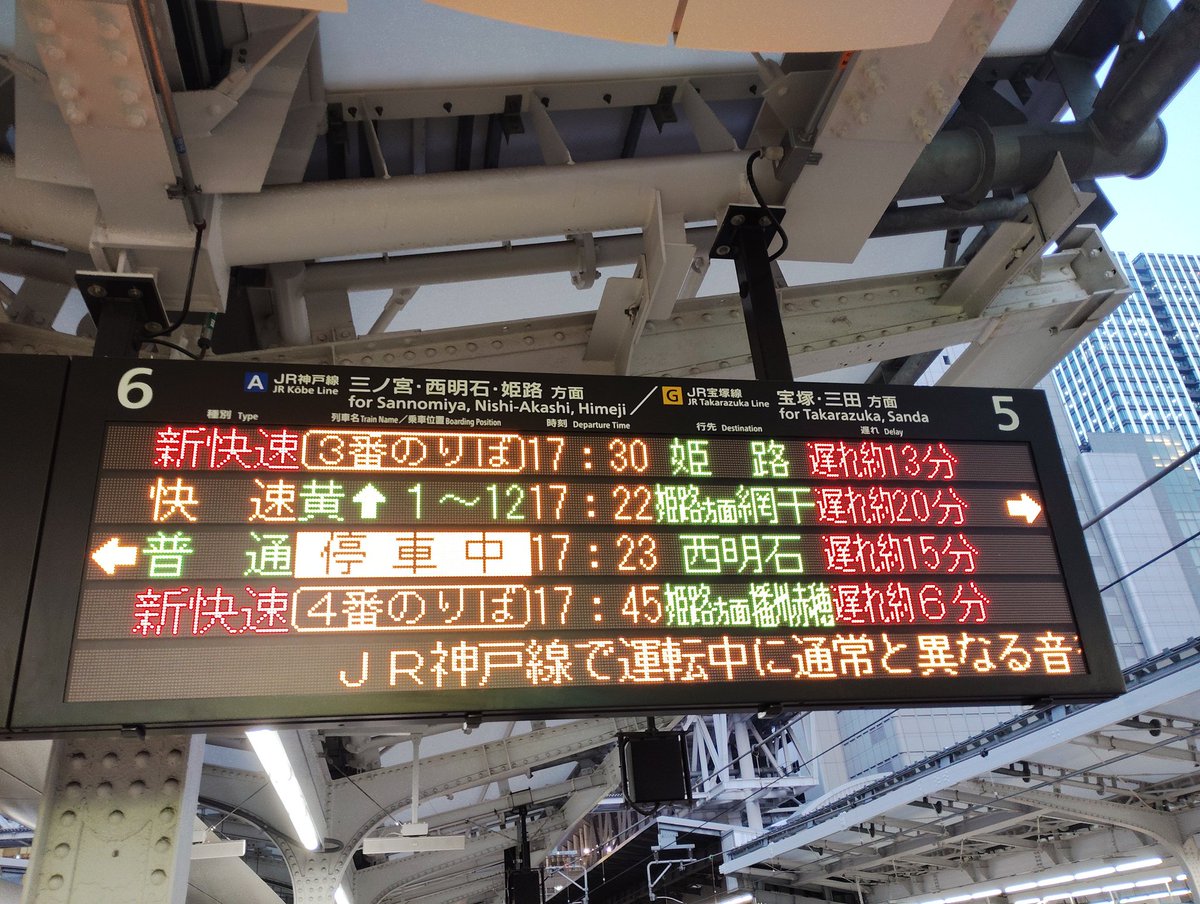 6 A JR神戸線 JR Kōbe Line 三ノ宮・西明石・姫路 方面 for Sannomiya, Nishi-Akashi, Himeji / G JR宝塚線 JR Takarazuka Line 宝塚・三田 方面 for Takarazuka, Sanda 5
種別 Type 列車名 Train Name／乗車位置 Boarding Position 時刻 Departure Time 行先 Destination 遅れ Delay
新快速 3番のりば 17:30 姫路 遅れ約13分
快速 黄↑ 1～12 17:22 姫路方面網干 遅れ約20分 →
← 普通 停車中 17:23 西明石 遅れ約15分
新快速 4番のりば 17:45 姫路方面播州赤穂 遅れ約6分
JR神戸線で運転中に通常と異なる音